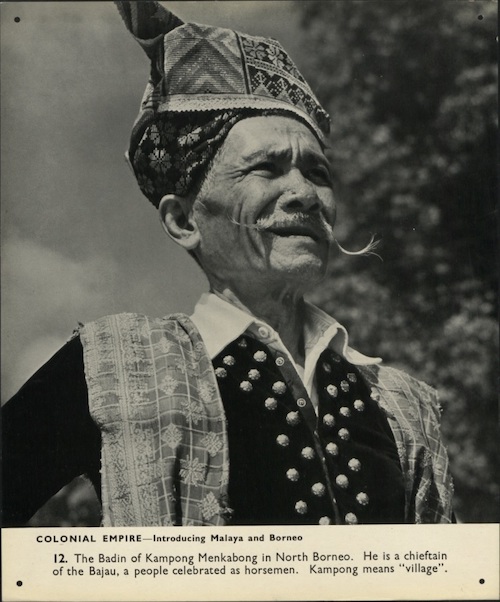 COLONIAL EMPIRE—Introducing Malaya and Borneo
12. The Badin of Kampong Menkabong in North Borneo. He is a chieftain
of the Bajau, a people celebrated as horsemen. Kampong means "village".